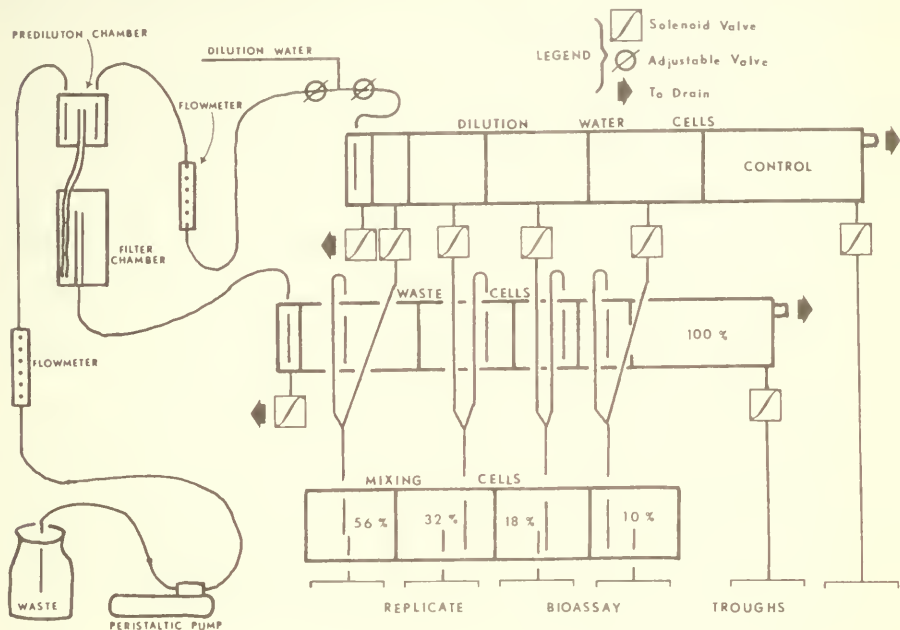 PREDILUTON CHAMBER
DILUTION WATER
FLOWMETER
LEGEND
Solenoid Valve
Adjustable Valve
To Drain
DILUTION WATER CELLS
CONTROL
FILTER
CHAMBER
WASTE CELLS
100 %
FLOWMETER
MIXING CELLS
56 % 32 % 18 % 10 %
WASTE
PERISTALTIC PUMP
REPLICATE BIOASSAY TROUGHS